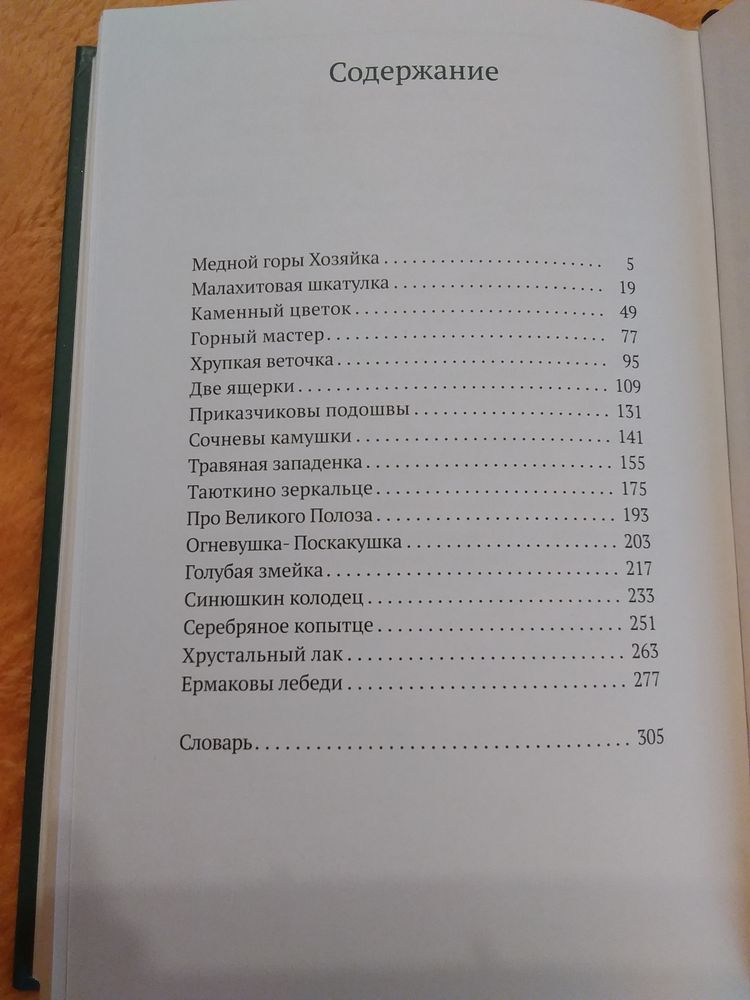 Содержание
Медной горы Хозяйка . . . . . . . . . . . . . . . . . . . . . . . . 5
Малахитовая шкатулка . . . . . . . . . . . . . . . . . . . . . . . 19
Каменный цветок . . . . . . . . . . . . . . . . . . . . . . . . . . . 49
Горный мастер . . . . . . . . . . . . . . . . . . . . . . . . . . . . . . 77
Хрупкая веточка . . . . . . . . . . . . . . . . . . . . . . . . . . . . . 95
Две ящерки . . . . . . . . . . . . . . . . . . . . . . . . . . . . . . . . . 109
Приказчиковы подошвы . . . . . . . . . . . . . . . . . . . . . 131
Сочневы камушки . . . . . . . . . . . . . . . . . . . . . . . . . . . 141
Травяная западенка . . . . . . . . . . . . . . . . . . . . . . . . . . 155
Таюткино зеркальце . . . . . . . . . . . . . . . . . . . . . . . . . 175
Про Великого Полоза . . . . . . . . . . . . . . . . . . . . . . . . . 193
Огневушка- Поскакушка . . . . . . . . . . . . . . . . . . . . . . 203
Голубая змейка . . . . . . . . . . . . . . . . . . . . . . . . . . . . . . 217
Синюшкин колодец . . . . . . . . . . . . . . . . . . . . . . . . . . 233
Серебряное копытце . . . . . . . . . . . . . . . . . . . . . . . . . 251
Хрустальный лак . . . . . . . . . . . . . . . . . . . . . . . . . . . . 263
Ермаковы лебеди . . . . . . . . . . . . . . . . . . . . . . . . . . . . 277
Словарь . . . . . . . . . . . . . . . . . . . . . . . . . . . . . . . . . . . . . 305